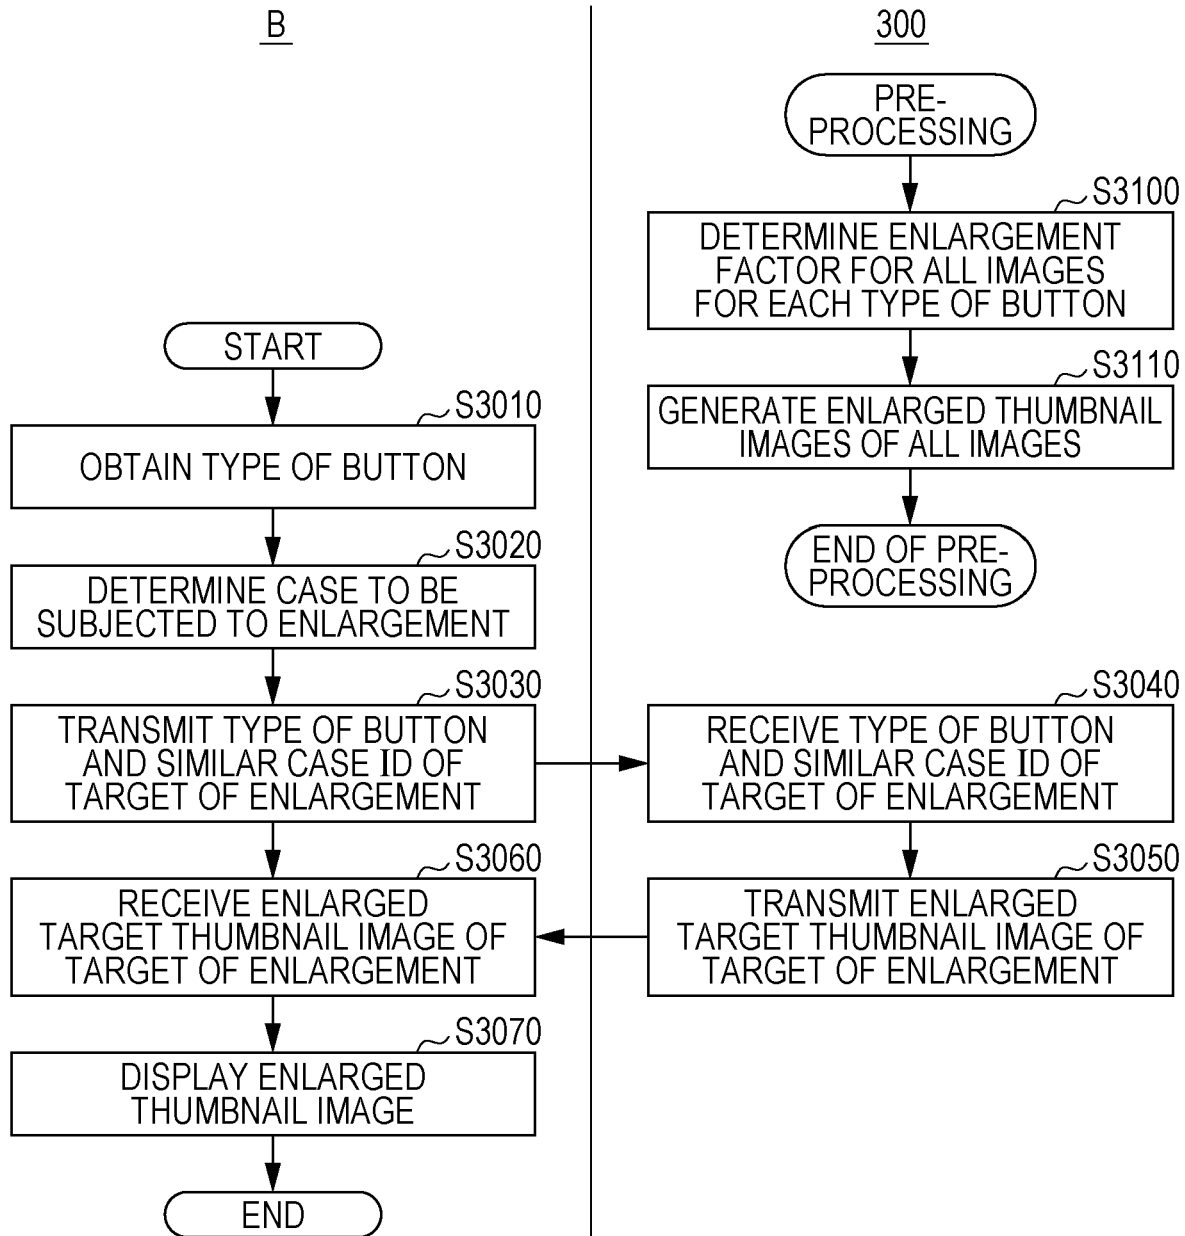 B
START
S3010
OBTAIN TYPE OF BUTTON
S3020
DETERMINE CASE TO BE
SUBJECTED TO ENLARGEMENT
S3030
TRANSMIT TYPE OF BUTTON
AND SIMILAR CASE ID OF
TARGET OF ENLARGEMENT
S3060
RECEIVE ENLARGED
TARGET THUMBNAIL IMAGE OF
TARGET OF ENLARGEMENT
S3070
DISPLAY ENLARGED
THUMBNAIL IMAGE
END
300
PRE-
PROCESSING
S3100
DETERMINE ENLARGEMENT
FACTOR FOR ALL IMAGES
FOR EACH TYPE OF BUTTON
S3110
GENERATE ENLARGED THUMBNAIL
IMAGES OF ALL IMAGES
END OF PRE-
PROCESSING
S3040
RECEIVE TYPE OF BUTTON
AND SIMILAR CASE ID OF
TARGET OF ENLARGEMENT
S3050
TRANSMIT ENLARGED
TARGET THUMBNAIL IMAGE OF
TARGET OF ENLARGEMENT